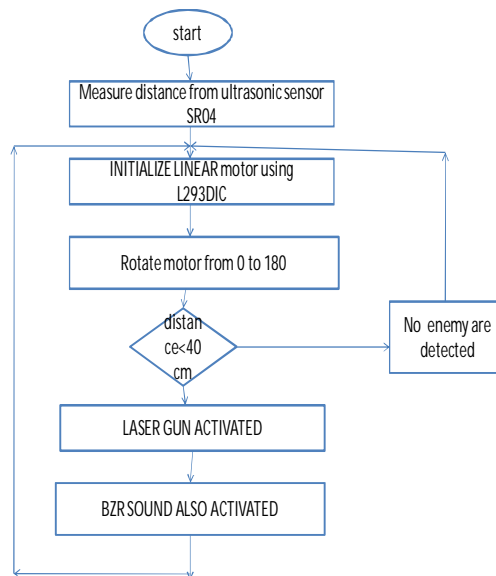 start
Measure distance from ultrasonic sensor
SR04
INITIALIZE LINEAR motor using
L293DIC
Rotate motor from 0 to 180
distan
ce<40
cm
No enemy are
detected
LASER GUN ACTIVATED
BZR SOUND ALSO ACTIVATED